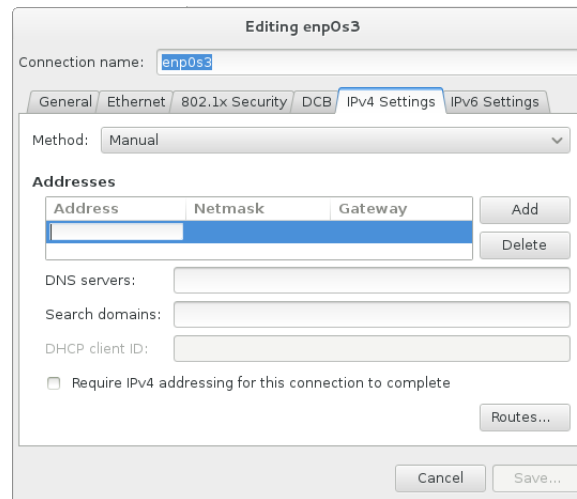 Editing enp0s3
Connection name: enp0s3
General Ethernet 802.1x Security DCB IPv4 Settings IPv6 Settings
Method: Manual
Addresses
Address Netmask Gateway Add
Delete
DNS servers:
Search domains:
DHCP client ID:
Require IPv4 addressing for this connection to complete
Routes...
Cancel Save...